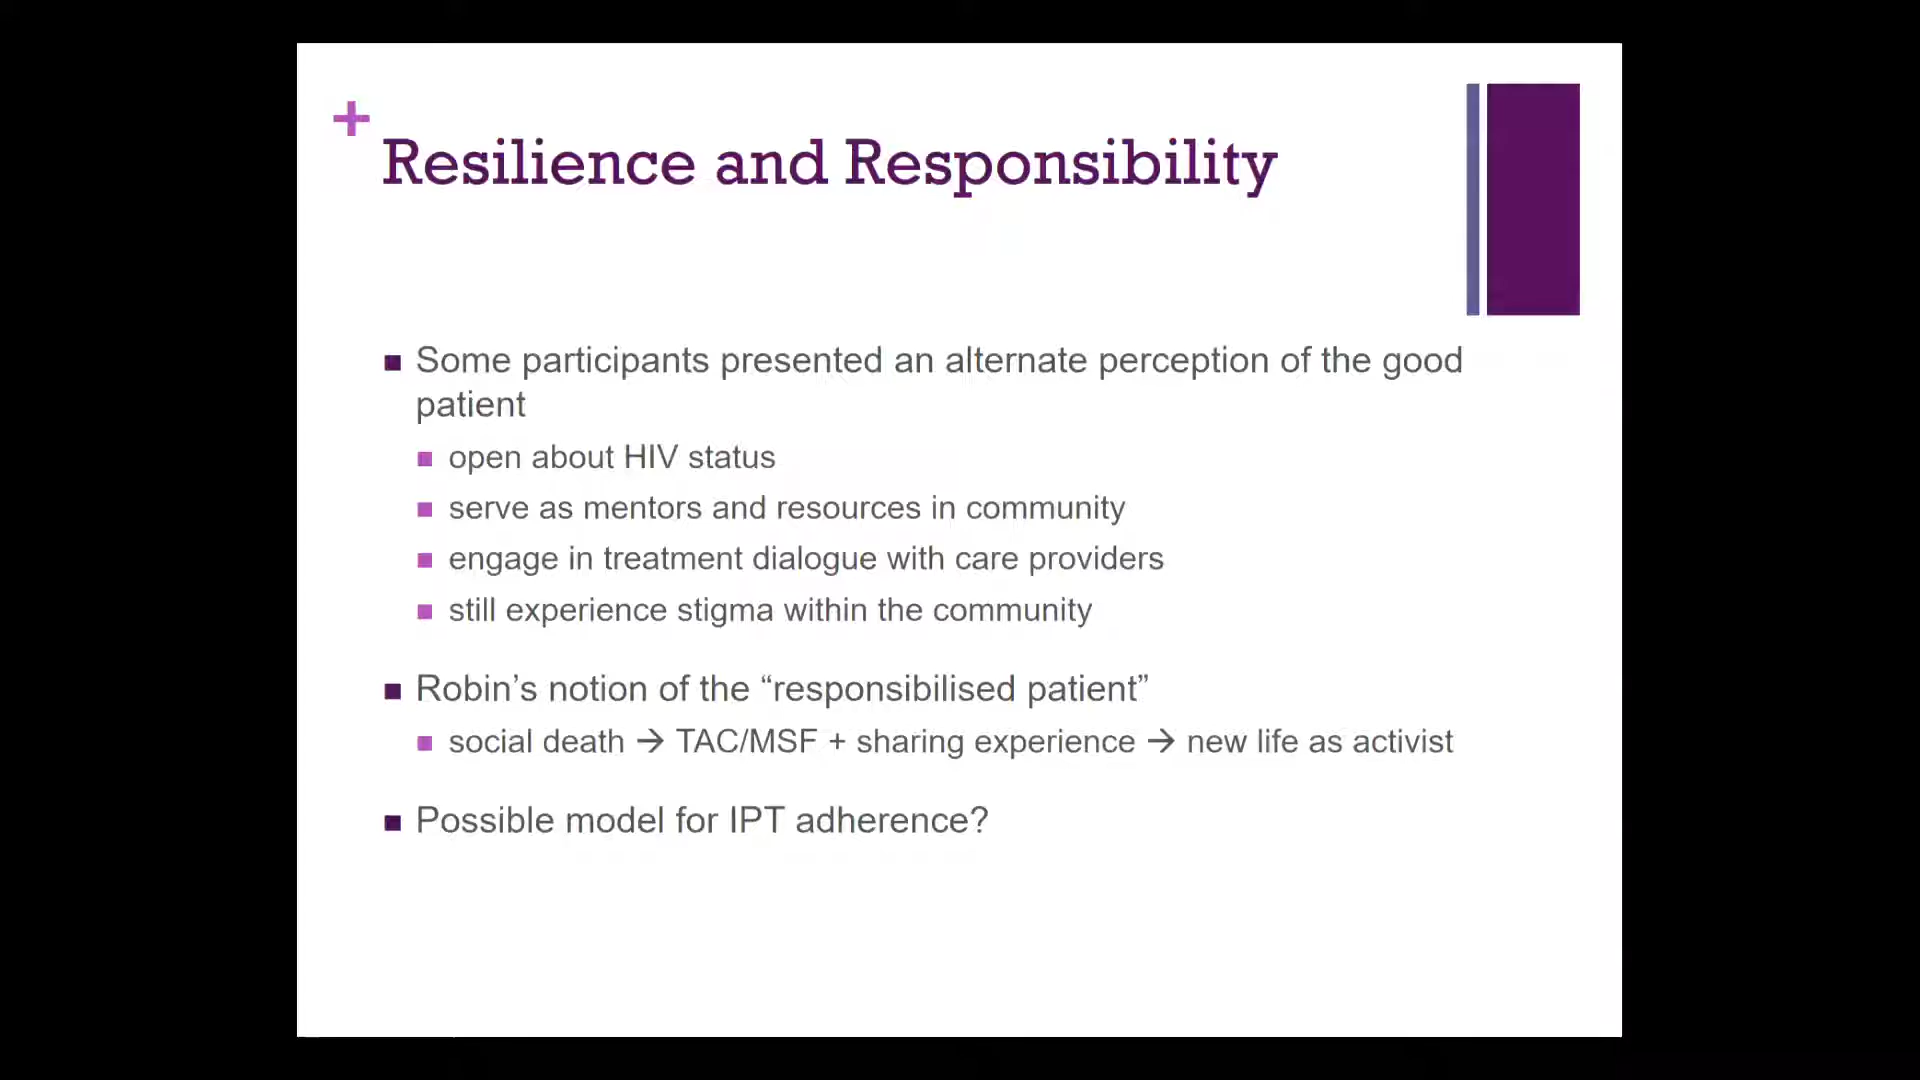 +
Resilience and Responsibility
Some participants presented an alternate perception of the good
patient
open about HIV status
serve as mentors and resources in community
engage in treatment dialogue with care providers
still experience stigma within the community
Robin’s notion of the “responsibilised patient”
social death → TAC/MSF + sharing experience → new life as activist
Possible model for IPT adherence?